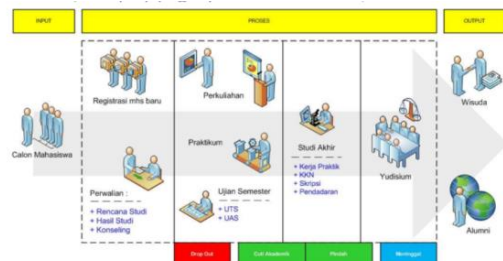 INPUT
PROSES
OUTPUT
Registrasi mhs baru
Perkuliahan
Wisuda
Calon Mahasiswa
Praktikum
Studi Akhir
+ Kerja Praktik
+ KKN
+ Skripsi
+ Pendadaran
Yudisium
Perwalian :
+ Rencana Studi
+ Hasil Studi
+ Konseling
Ujian Semester
+ UTS
+ UAS
Alumni
Drop Out
Exit Akademik
Pindah
Meninggal